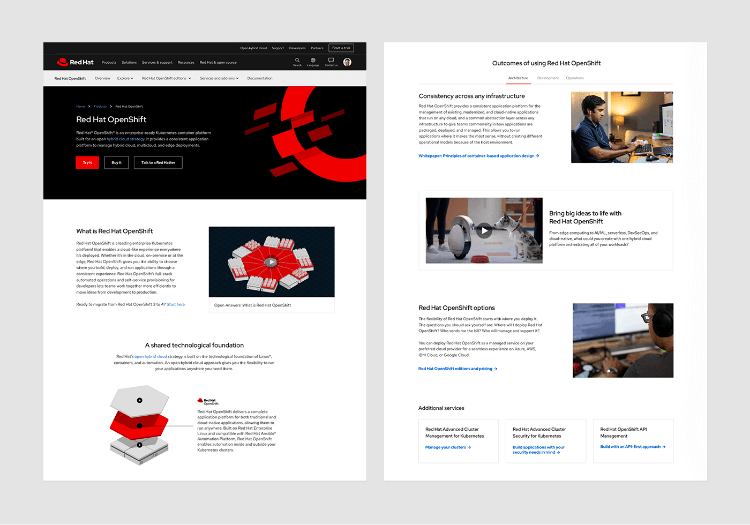 Open hybrid cloud Support Developers Partners Start a trial
Red Hat Products Solutions Services & support Resources Red Hat & open source
Search Language Contact us
Red Hat OpenShift Overview Explore Red Hat OpenShift editions Services and add-ons Documentation
Home > Products > Red Hat OpenShift
Red Hat OpenShift
Red Hat® OpenShift® is an enterprise-ready Kubernetes container platform
built for an open hybrid cloud strategy. It provides a consistent application
platform to manage hybrid cloud, multicloud, and edge deployments.
Try it Buy it Talk to a Red Hatter
What is Red Hat OpenShift
Red Hat OpenShift is a leading enterprise Kubernetes
platform that enables a cloud-like experience everywhere
it's deployed. Whether it's in the cloud, on-premise or at the
edge, Red Hat OpenShift gives you the ability to choose
where you build, deploy, and run applications through a
consistent experience. Red Hat OpenShift's full-stack
automated operations and self-service provisioning for
developers lets teams work together more efficiently to
move ideas from development to production.
Ready to migrate from Red Hat OpenShift 3 to 4? Start here.
Open Answers: What is Red Hat OpenShift
A shared technological foundation
Red Hat's open hybrid cloud strategy is built on the technological foundation of Linux®,
containers, and automation. An open hybrid cloud approach gives you the flexibility to run
your applications anywhere you need them.
Red Hat
OpenShift
Red Hat OpenShift delivers a complete
application platform for both traditional and
cloud-native applications, allowing them to
run anywhere. Built on Red Hat Enterprise
Linux and compatible with Red Hat Ansible®
Automation Platform, Red Hat OpenShift
enables automation inside and outside your
Kubernetes clusters.
Outcomes of using Red Hat OpenShift
Architecture Development Operations
Consistency across any infrastructure
Red Hat OpenShift provides a consistent application platform for the
management of existing, modernized, and cloud-native applications
that run on any cloud, and a common abstraction layer across any
infrastructure to give teams commonality in how applications are
packaged, deployed, and managed. This allows you to run
applications where it makes the most sense, without creating different
operational models because of the host environment.
Whitepaper: Principles of container-based application design →
Bring big ideas to life with
Red Hat OpenShift
From edge computing to AI/ML, serverless, DevSecOps, and
cloud-native, what could you create with one hybrid cloud
platform embracing all of your workloads?
Red Hat OpenShift options
The flexibility of Red Hat OpenShift starts with where you deploy it.
The questions you should ask yourself are: Where will I deploy Red Hat
OpenShift? Who tends me the bill? Who will manage and support it?
You can deploy Red Hat OpenShift as a managed service on your
preferred cloud provider for a seamless experience on Azure, AWS,
IBM Cloud, or Google Cloud.
Red Hat OpenShift editions and pricing →
Additional services
Red Hat Advanced Cluster
Management for Kubernetes
Manage your clusters →
Red Hat Advanced Cluster
Security for Kubernetes
Build applications with your
security needs in mind →
Red Hat OpenShift API
Management
Build with an API-first approach →